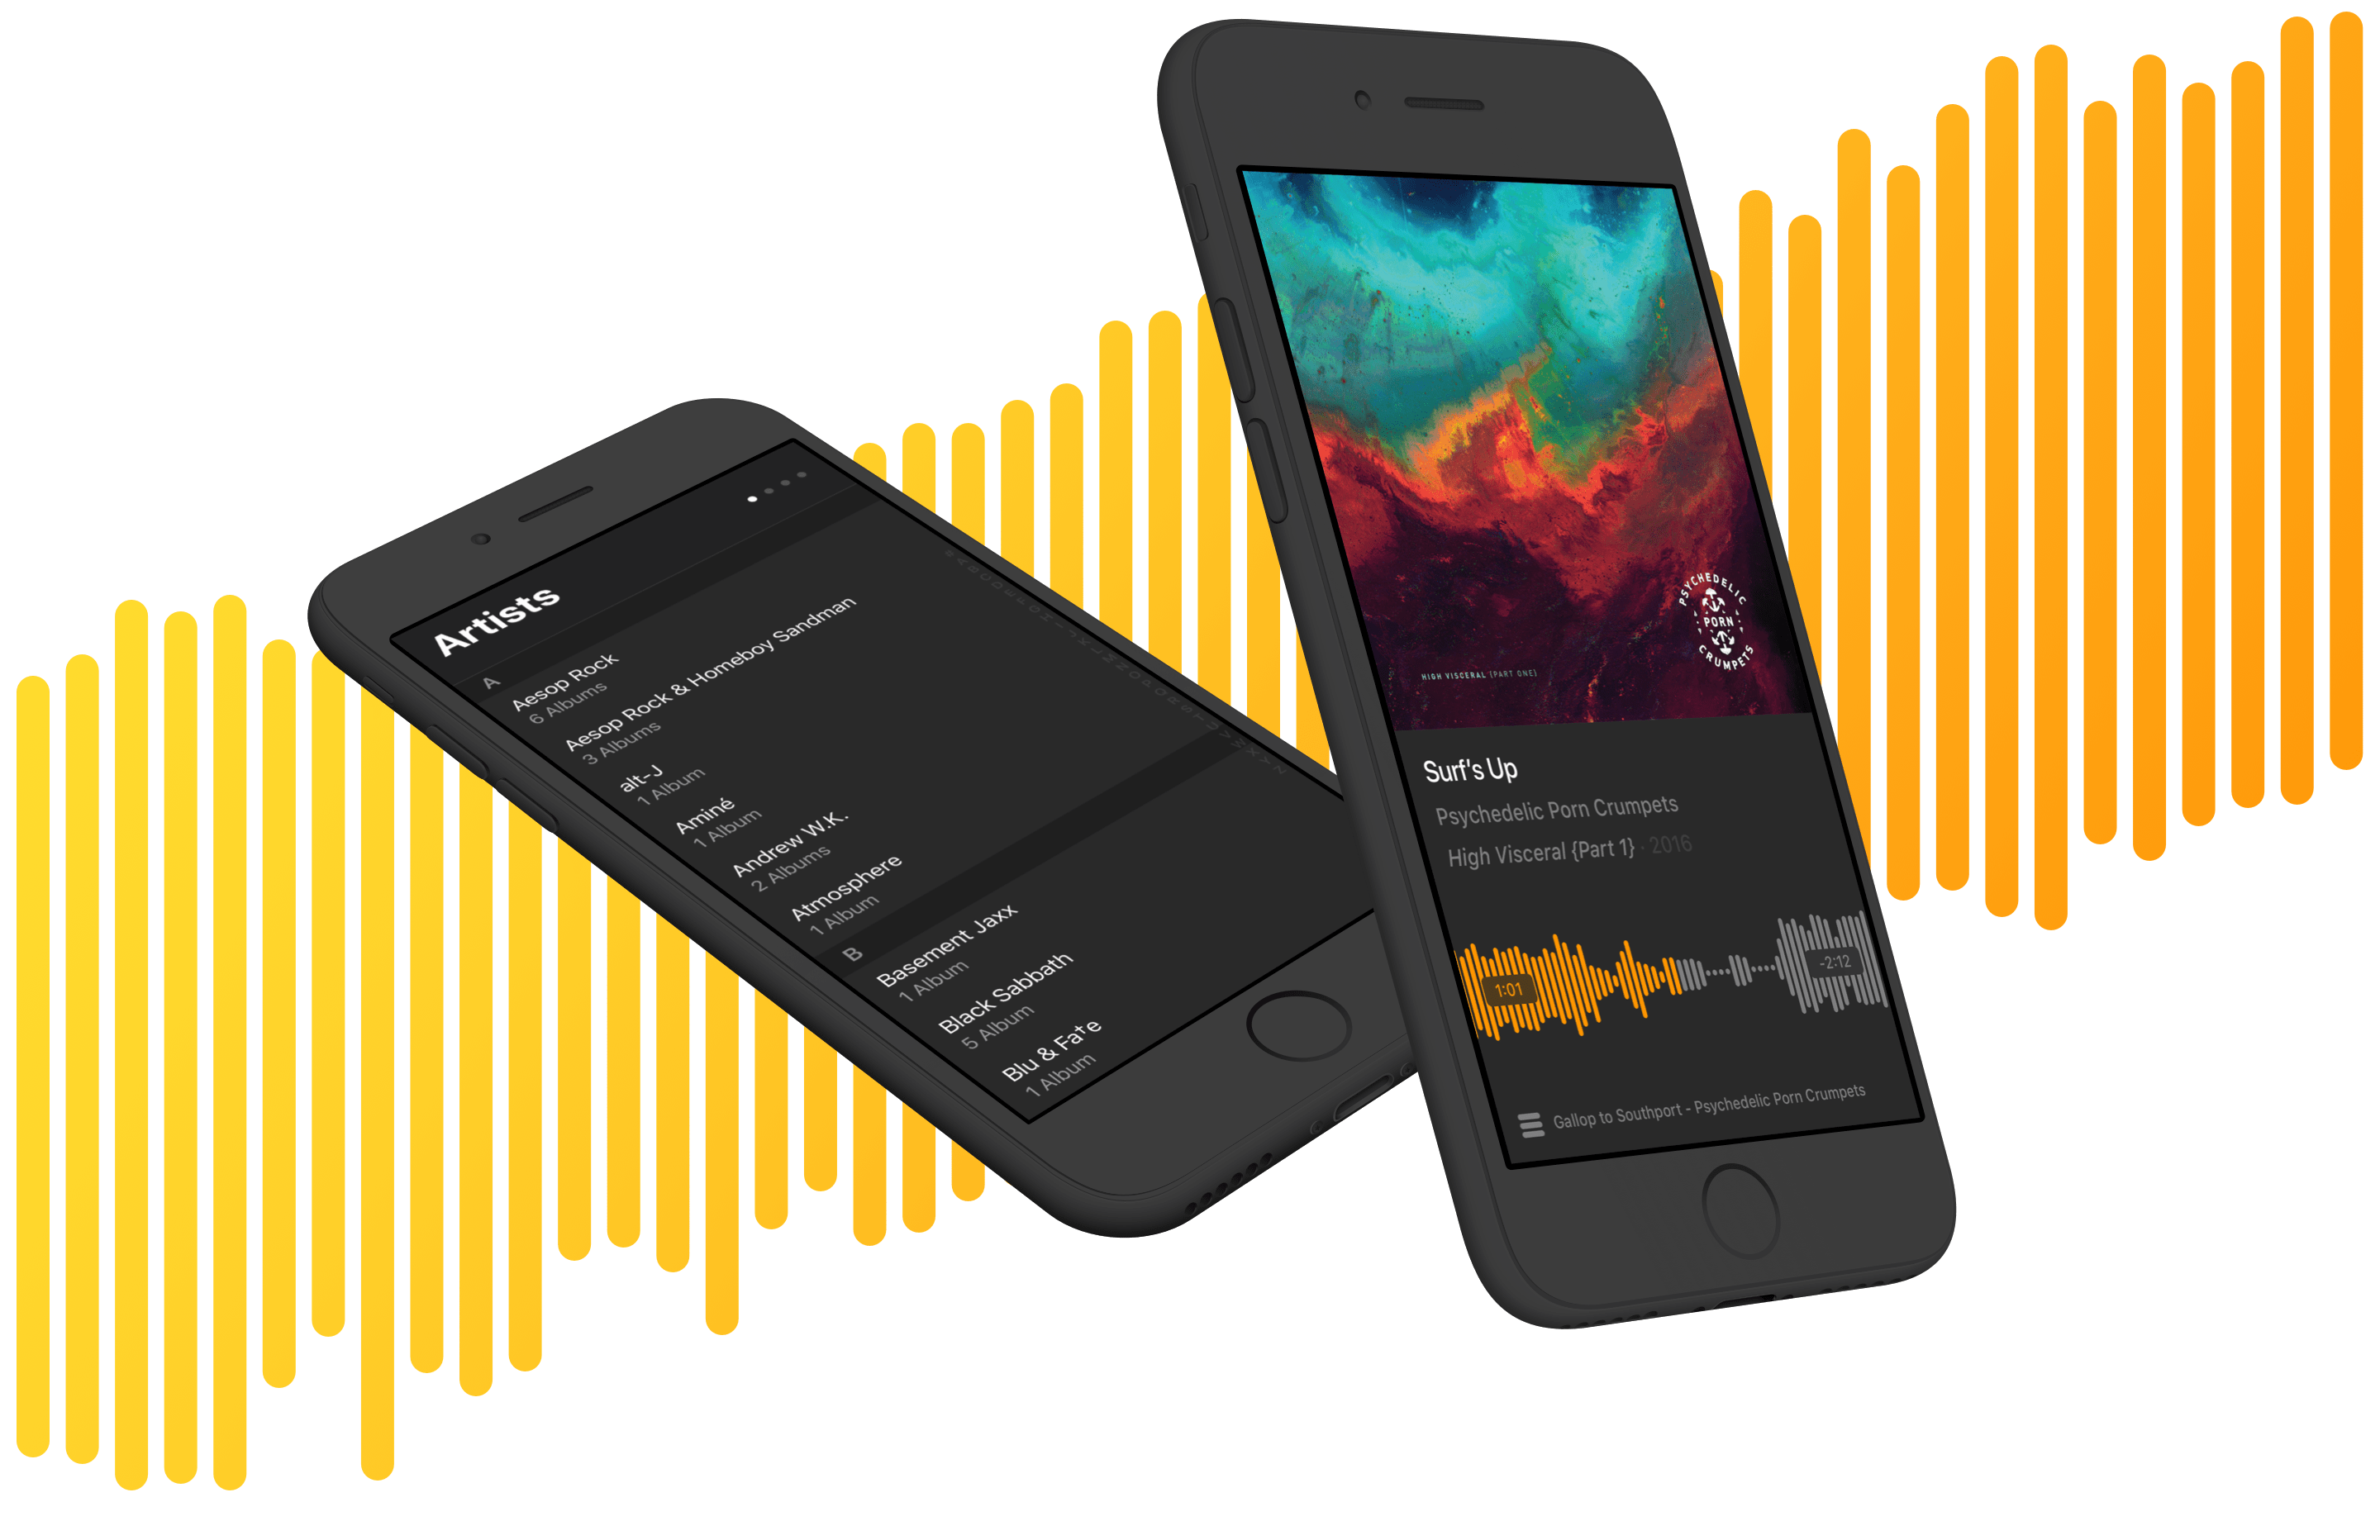 Artists
A
Aesop Rock
6 Albums
Aesop Rock & Homeboy Sandman
3 Albums
alt-J
1 Album
Aminé
1 Album
Andrew W.K.
2 Albums
Atmosphere
1 Album
B
Basement Jaxx
1 Album
Black Sabbath
5 Album
Blu & Fa†e
1 Album
PSYCHEDELIC
PORN
CRUMPETS
HIGH VISCERAL [PART ONE]
Surf's Up
Psychedelic Porn Crumpets
High Visceral {Part 1} · 2016
1:01
-2:12
Gallop to Southport - Psychedelic Porn Crumpets